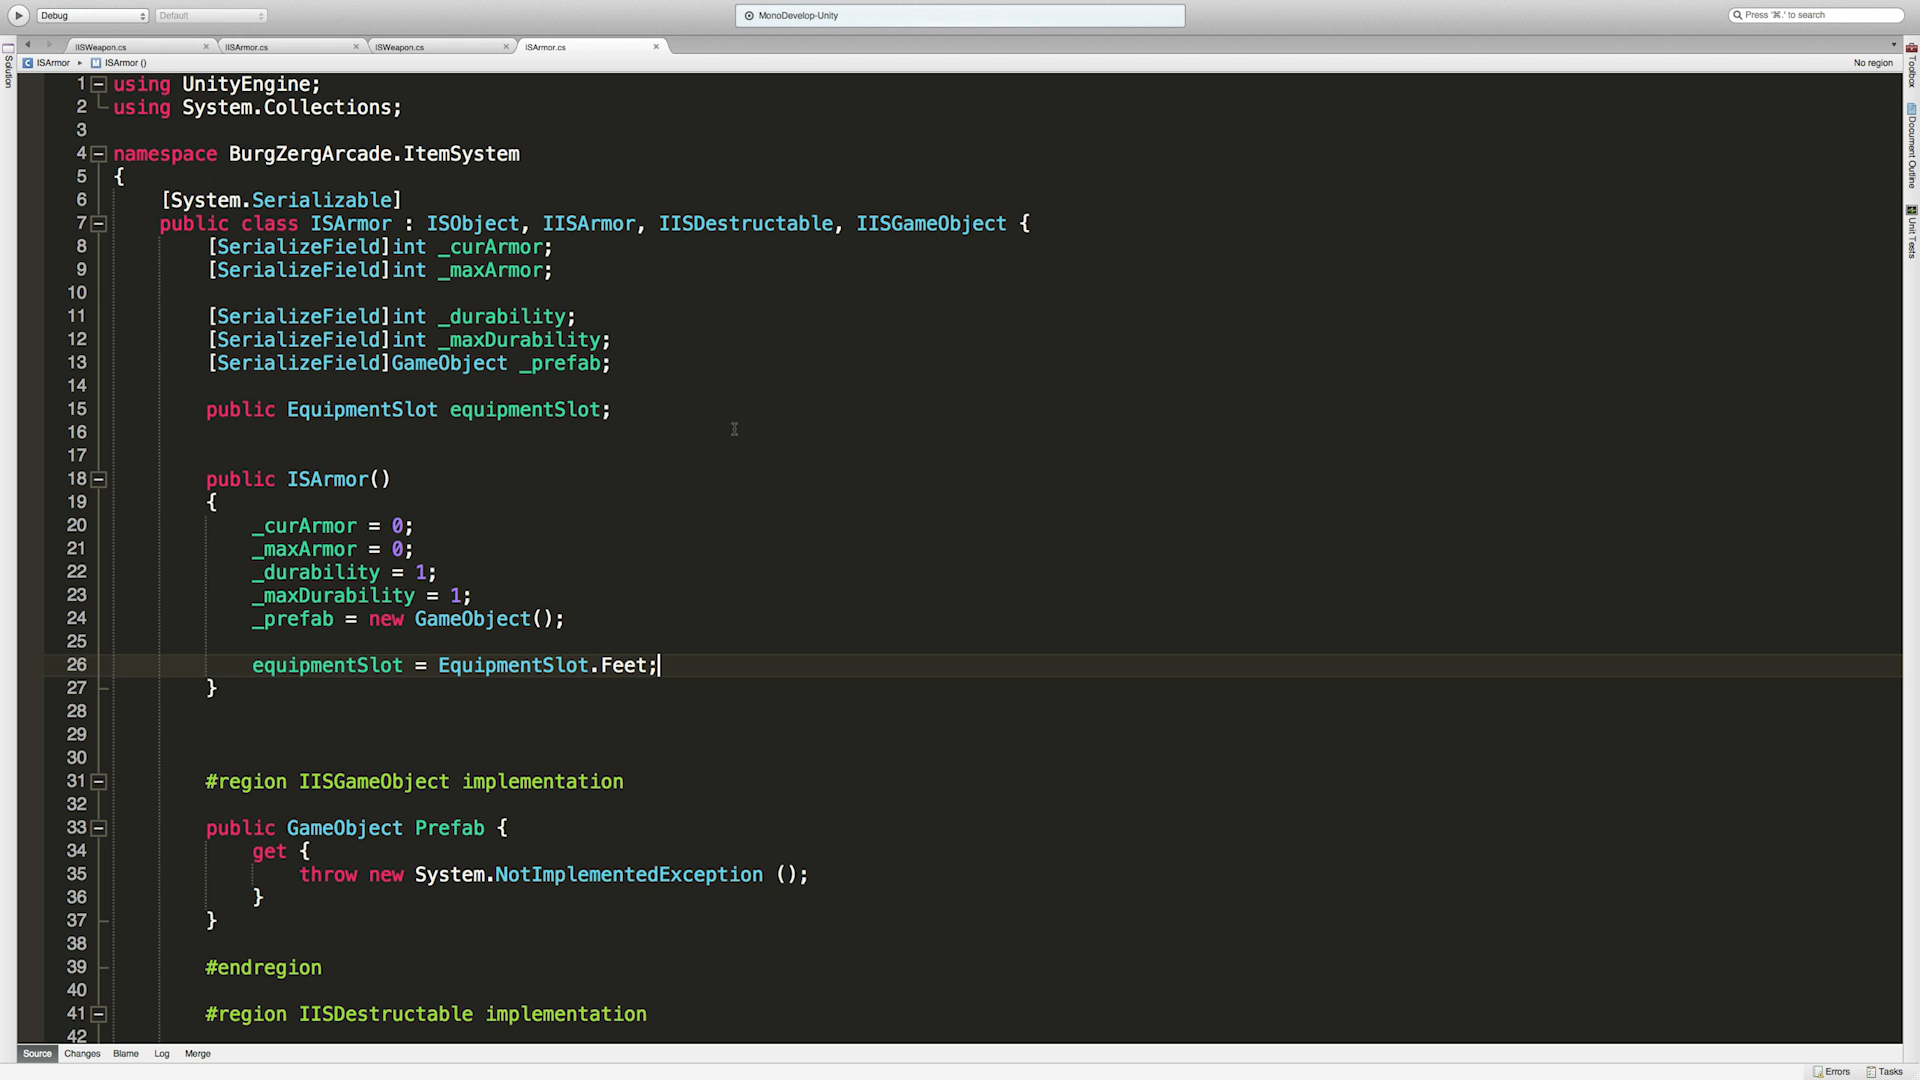 Debug
Default
MonoDevelop-Unity
Press '⌘.' to search
IISWeapon.cs
IISArmor.cs
ISWeapon.cs
ISArmor.cs
ISArmor
ISArmor ()
No region
Solution
Toolbox
Document Outline
Unit Tests
1 using UnityEngine;
2 using System.Collections;
3
4 namespace BurgZergArcade.ItemSystem
5 {
6 [System.Serializable]
7 public class ISArmor : ISObject, IISArmor, IISDestructable, IISGameObject {
8 [SerializeField]int _curArmor;
9 [SerializeField]int _maxArmor;
10
11 [SerializeField]int _durability;
12 [SerializeField]int _maxDurability;
13 [SerializeField]GameObject _prefab;
14
15 public EquipmentSlot equipmentSlot;
16
17
18 public ISArmor()
19 {
20 _curArmor = 0;
21 _maxArmor = 0;
22 _durability = 1;
23 _maxDurability = 1;
24 _prefab = new GameObject();
25
26 equipmentSlot = EquipmentSlot.Feet;
27 }
28
29
30
31 #region IISGameObject implementation
32
33 public GameObject Prefab {
34 get {
35 throw new System.NotImplementedException ();
36 }
37 }
38
39 #endregion
40
41 #region IISDestructable implementation
42
Source
Changes
Blame
Log
Merge
Errors
Tasks